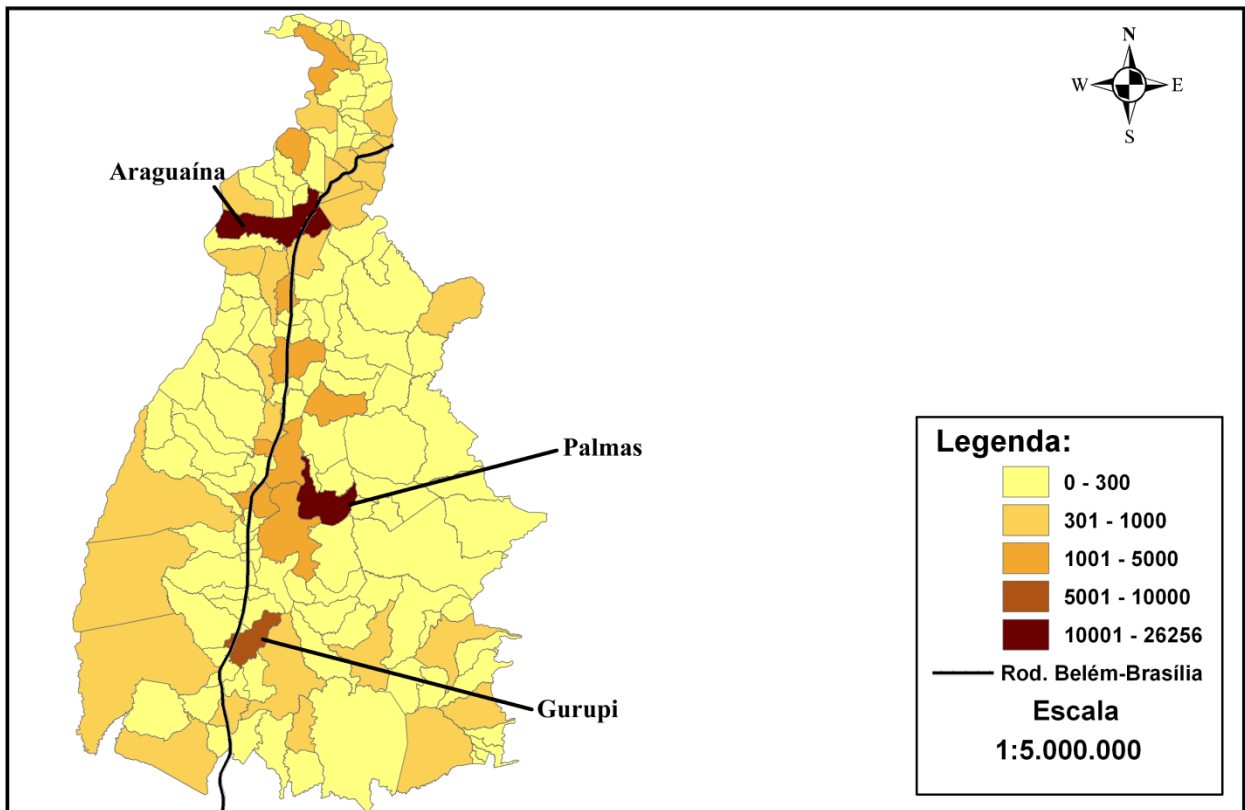 N
W E
S
Araguaína
Palmas
Gurupi
Legenda:
0 - 300
301 - 1000
1001 - 5000
5001 - 10000
10001 - 26256
Rod. Belém-Brasília
Escala
1:5.000.000